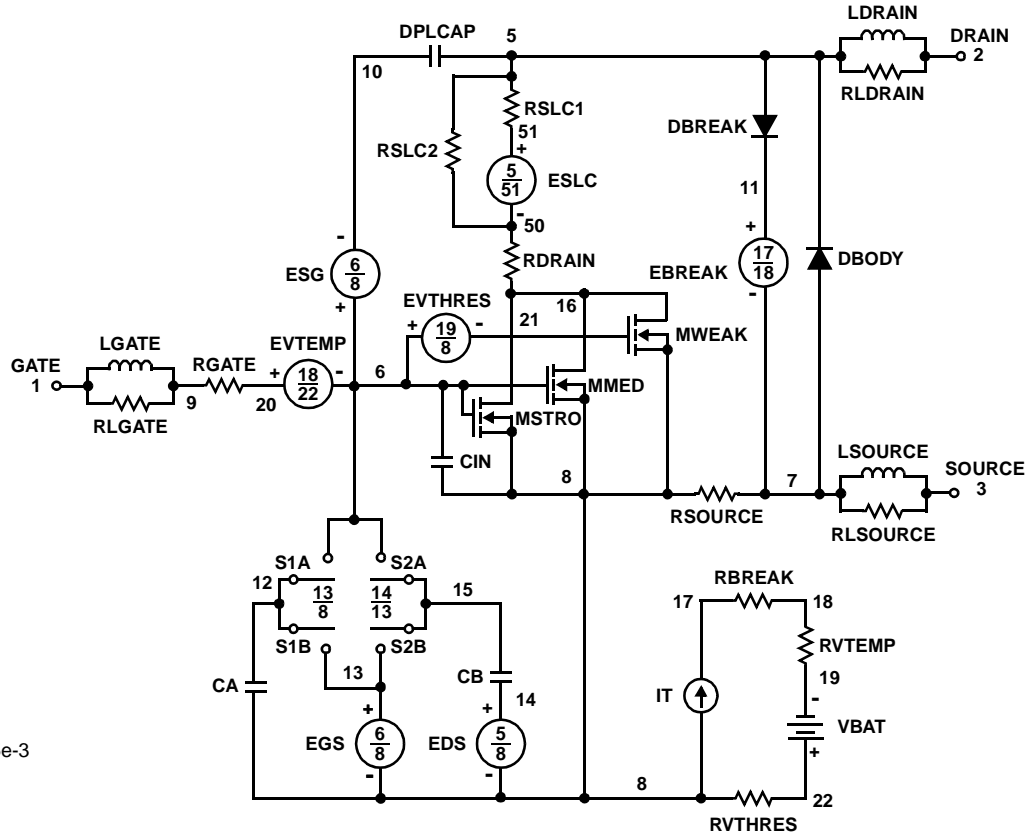 LDRAIN
DPLCAP 5 DRAIN
10 2
RSLC1 RLDRAIN
51 DBREAK
RSLC2 +
5
51 ESLC
11
- 50
- +
RDRAIN 17
18 DBODY
6
8 ESG EBREAK
+ EVTHRES 16 -
+ 19
8 - 21
MWEAK
LGATE EVTEMP
GATE RGATE + 18
22 - 6 MMED
1
9 20 MSTRO
RLGATE
LSOURCE
CIN 8 7 SOURCE
3
RSOURCE
RLSOURCE
S1A S2A
12 13
8 14
13 15
RBREAK
17 18
S1B S2B
13 RVTEMP
CA CB 19
14 IT -
+ + VBAT
EGS 6
8 EDS 5
8
- - +
8 22
RVTHRES
e-3